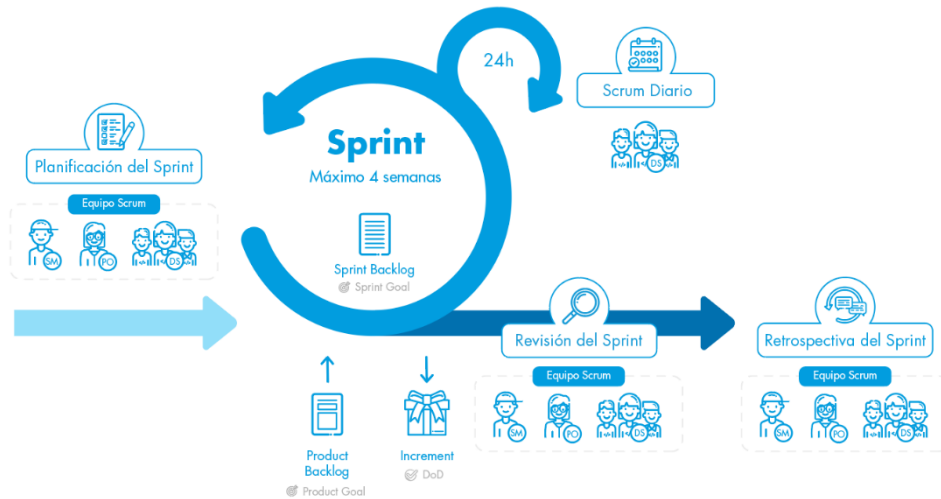 24h
Scrum Diario
DS
Sprint
Máximo 4 semanas
Planificación del Sprint
Equipo Scrum
SM
PO
DS
Sprint Backlog
Sprint Goal
Revisión del Sprint
Equipo Scrum
SM
PO
DS
Retrospectiva del Sprint
Equipo Scrum
SM
PO
DS
Product
Backlog
Product Goal
Increment
DoD